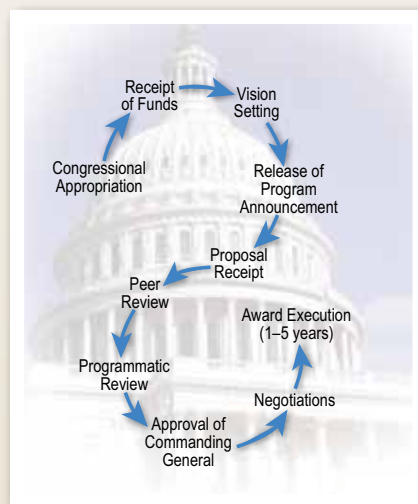 Receipt
of Funds
Vision
Setting
Congressional
Appropriation
Release of
Program
Announcement
Proposal
Receipt
Peer
Review
Award Execution
(1–5 years)
Programmatic
Review
Negotiations
Approval of
Commanding
General